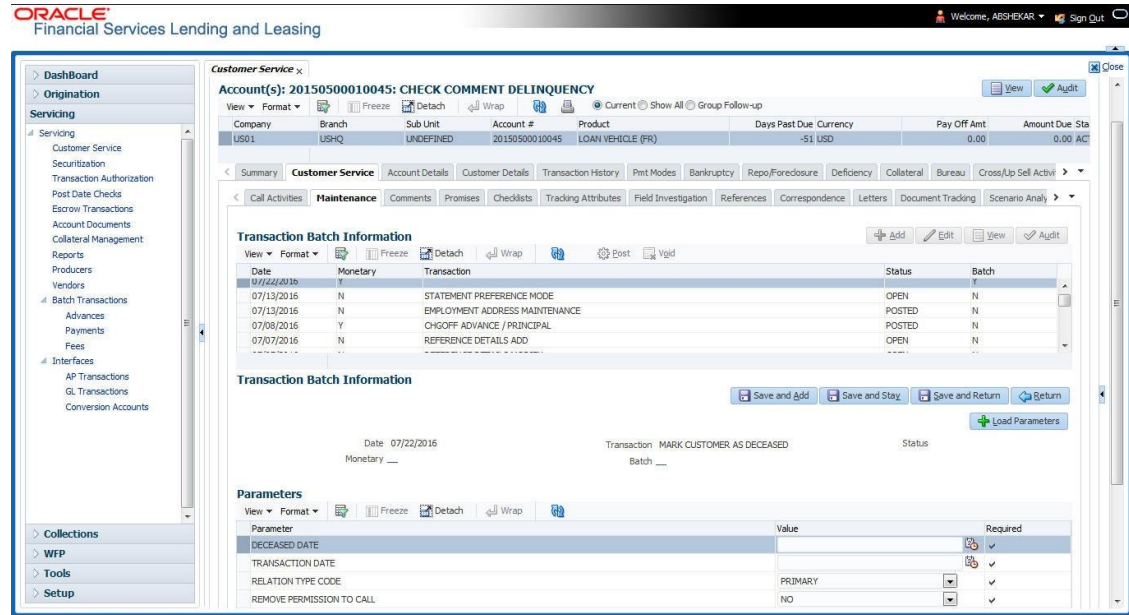 ORACLE
Financial Services Lending and Leasing
Welcome, ABSHEKAR
Sign Out
DashBoard
Origination
Servicing
Servicing
Customer Service
Securitization
Transaction Authorization
Post Date Checks
Escrow Transactions
Account Documents
Collateral Management
Reports
Producers
Vendors
Batch Transactions
Advances
Payments
Fees
Interfaces
AP Transactions
GL Transactions
Conversion Accounts
Collections
WFP
Tools
Setup
Customer Service x
Close
Account(s): 20150500010045: CHECK COMMENT DELINQUENCY
View Audit
View Format Freeze Detach Wrap Current Show All Group Follow-up
Company Branch Sub Unit Account # Product Days Past Due Currency Pay Off Amt Amount Due Sta
US01 USHQ UNDEFINED 20150500010045 LOAN VEHICLE (FR) -51 USD 0.00 0.00 ACT
Summary Customer Service Account Details Customer Details Transaction History Pmt Modes Bankruptcy Repo/Foreclosure Deficiency Collateral Bureau Cross/Up Sell Activi
Call Activities Maintenance Comments Promises Checklists Tracking Attributes Field Investigation References Correspondence Letters Document Tracking Scenario Analy
Transaction Batch Information
Add Edit View Audit
View Format Freeze Detach Wrap Post Void
Date Monetary Transaction Status Batch
07/22/2016 Y Y
07/13/2016 N STATEMENT PREFERENCE MODE OPEN N
07/13/2016 N EMPLOYMENT ADDRESS MAINTENANCE POSTED N
07/08/2016 Y CHGOFF ADVANCE / PRINCIPAL POSTED N
07/07/2016 N REFERENCE DETAILS ADD OPEN N
Transaction Batch Information
Save and Add Save and Stay Save and Return Return
Load Parameters
Date 07/22/2016 Transaction MARK CUSTOMER AS DECEASED Status
Monetary Batch
Parameters
View Format Freeze Detach Wrap
Parameter Value Required
DECEASED DATE
TRANSACTION DATE
RELATION TYPE CODE PRIMARY
REMOVE PERMISSION TO CALL NO